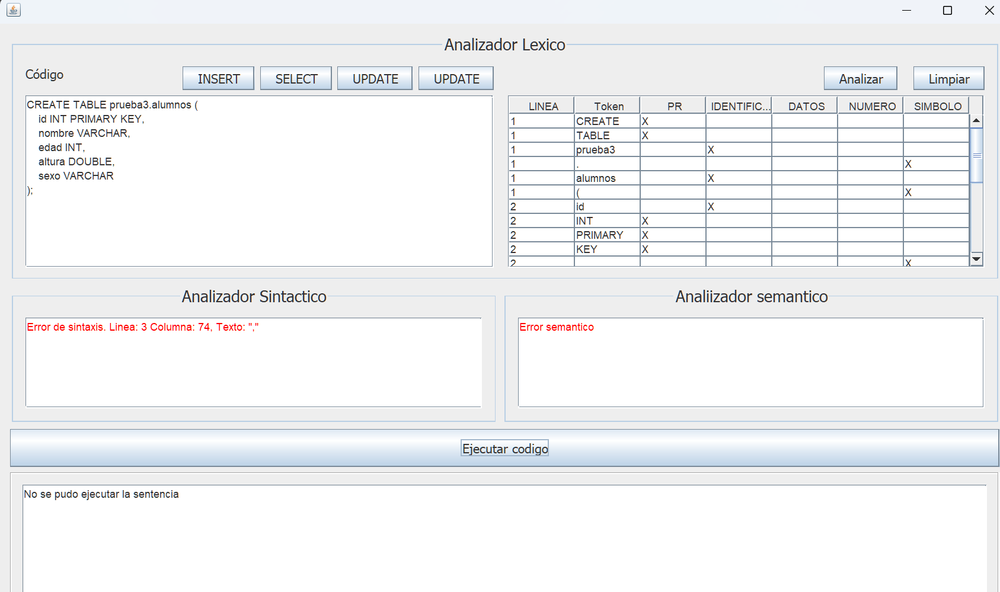 Analizador Lexico
Código
INSERT SELECT UPDATE UPDATE
Analizar Limpiar
CREATE TABLE prueba3.alumnos (
id INT PRIMARY KEY,
nombre VARCHAR,
edad INT,
altura DOUBLE,
sexo VARCHAR
);
LINEA Token PR IDENTIFIC... DATOS NUMERO SIMBOLO
1 CREATE X
1 TABLE X
1 prueba3 X
1 . X
1 alumnos X
1 ( X
2 id X
2 INT X
2 PRIMARY X
2 KEY X
2 X
Analizador Sintactico
Error de sintaxis. Linea: 3 Columna: 74, Texto: ","
Analiizador semantico
Error semantico
Ejecutar codigo
No se pudo ejecutar la sentencia